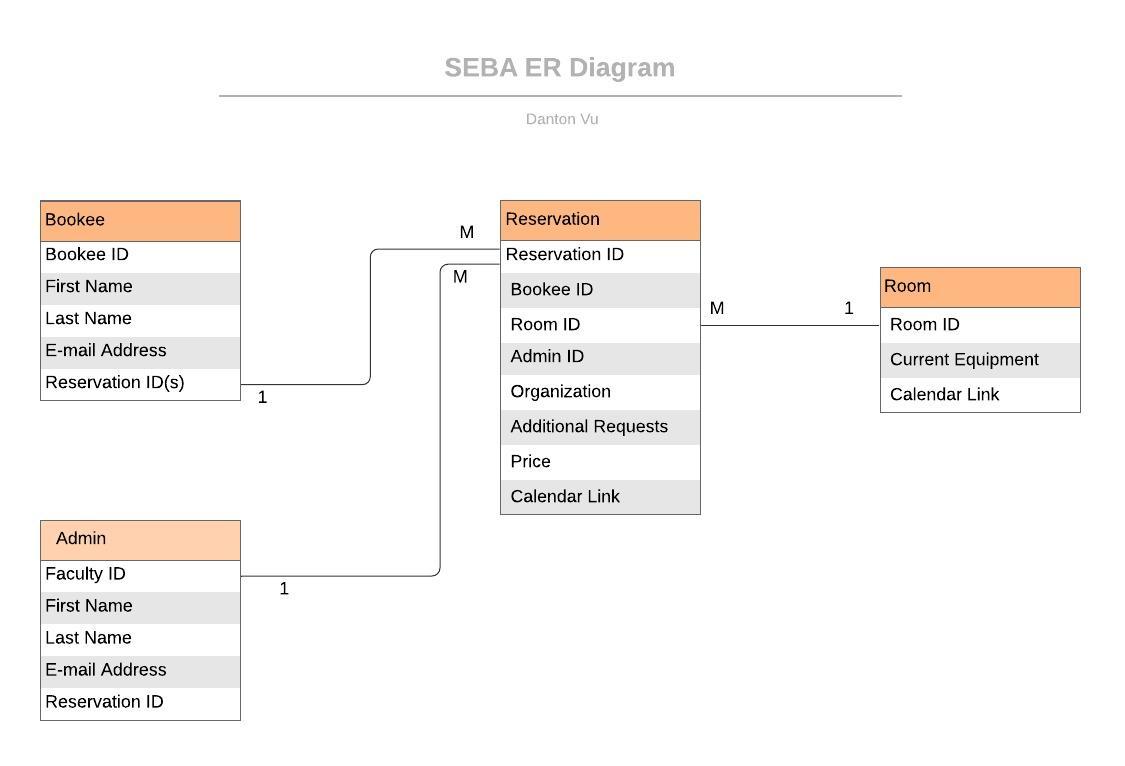 SEBA ER Diagram
Danton Vu
Bookee
Bookee ID
First Name
Last Name
E-mail Address
Reservation ID(s)
1
M
M
Reservation
Reservation ID
Bookee ID
Room ID
Admin ID
Organization
Additional Requests
Price
Calendar Link
M
1
Room
Room ID
Current Equipment
Calendar Link
Admin
Faculty ID
First Name
Last Name
E-mail Address
Reservation ID
1